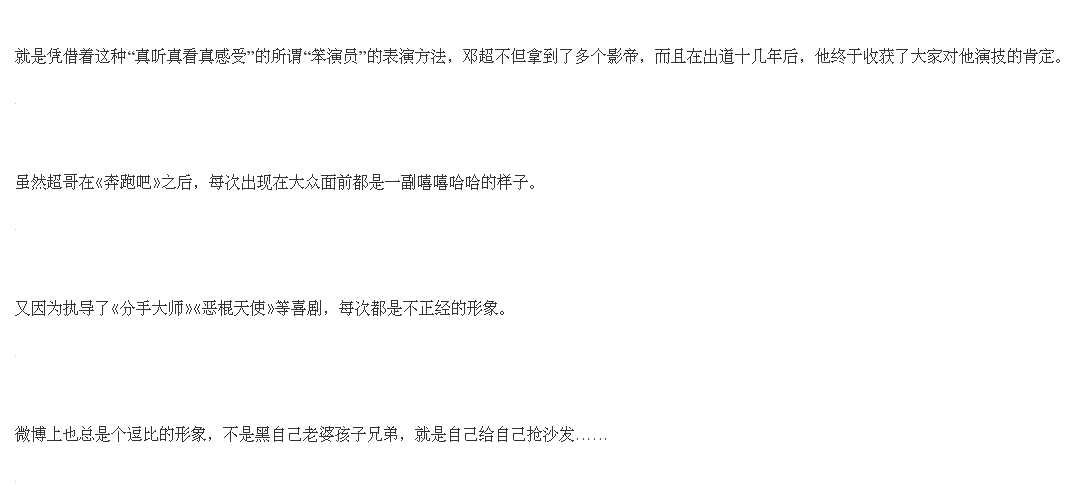 就是凭借着这种“真听真看真感受”的所谓“笨演员”的表演方法，邓超不但拿到了多个影帝，而且在出道十几年后，他终于收获了大家对他演技的肯定。
虽然超哥在《奔跑吧》之后，每次出现在大众面前都是一副嘻嘻哈哈的样子。
又因为执导了《分手大师》《恶棍天使》等喜剧，每次都是不正经的形象。
微博上也总是个逗比的形象，不是黑自己老婆孩子兄弟，就是自己给自己抢沙发……